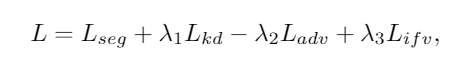 L = L_{seg} + λ_1 L_{kd} − λ_2 L_{adv} + λ_3 L_{ifv},